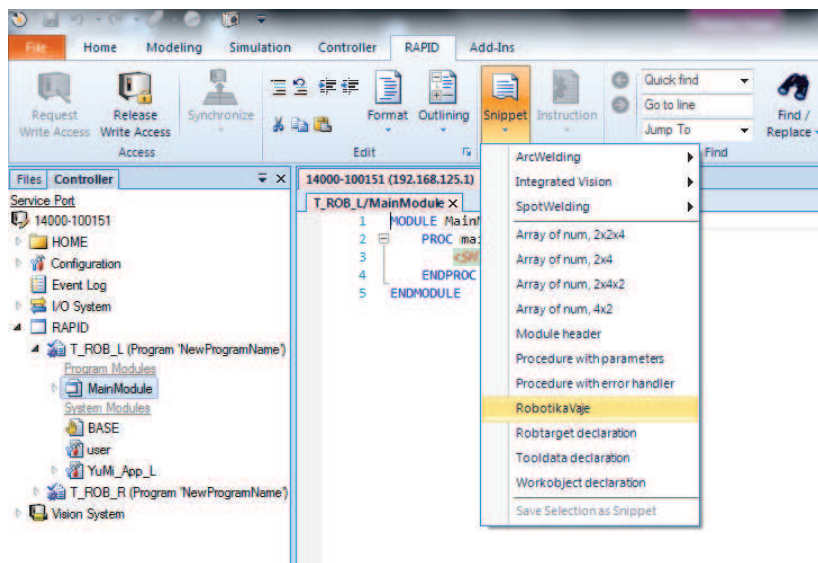 File Home Modeling Simulation Controller RAPID Add-Ins
Request Write Access
Release Write Access
Synchronize
Format
Outlining
Snippet
Instruction
Quick find
Go to line
Jump To
Find / Replace
Access
Edit
Find
Files Controller
Service Port
14000-100151
HOME
Configuration
Event Log
I/O System
RAPID
T_ROB_L (Program 'NewProgramName')
Program Modules
MainModule
System Modules
BASE
user
YuMi_App_L
T_ROB_R (Program 'NewProgramName')
Vision System
14000-100151 (192.168.125.1)
T_ROB_L/MainModule
1 MODULE
2 PROC
3
4 ENDPROC
5 ENDMODULE
ArcWelding
Integrated Vision
SpotWelding
Array of num, 2x2x4
Array of num, 2x4
Array of num, 2x4x2
Array of num, 4x2
Module header
Procedure with parameters
Procedure with error handler
RobotikaVaje
Robtarget declaration
Tooldata declaration
Workobject declaration
Save Selection as Snippet